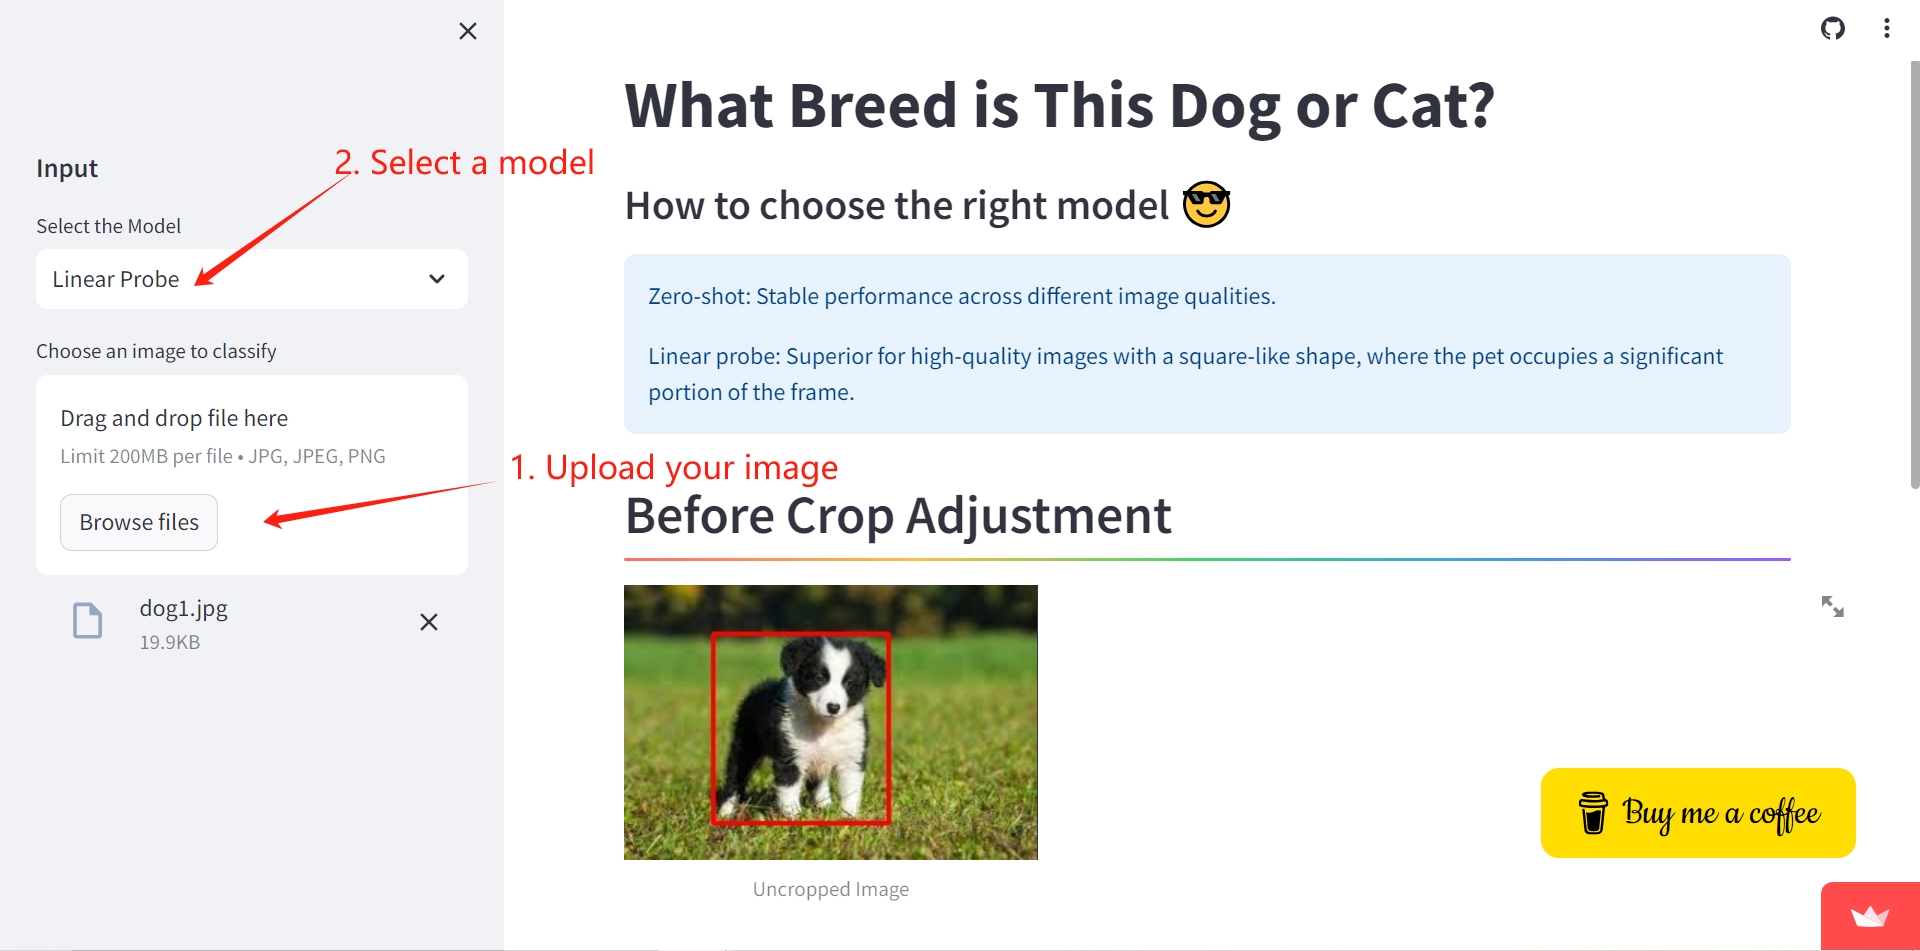 Input
2. Select a model
Select the Model
Linear Probe
Choose an image to classify
Drag and drop file here
Limit 200MB per file • JPG, JPEG, PNG
Browse files
1. Upload your image
dog1.jpg
19.9KB
What Breed is This Dog or Cat?
How to choose the right model 😎
Zero-shot: Stable performance across different image qualities.
Linear probe: Superior for high-quality images with a square-like shape, where the pet occupies a significant
portion of the frame.
Before Crop Adjustment
Uncropped Image
Buy me a coffee